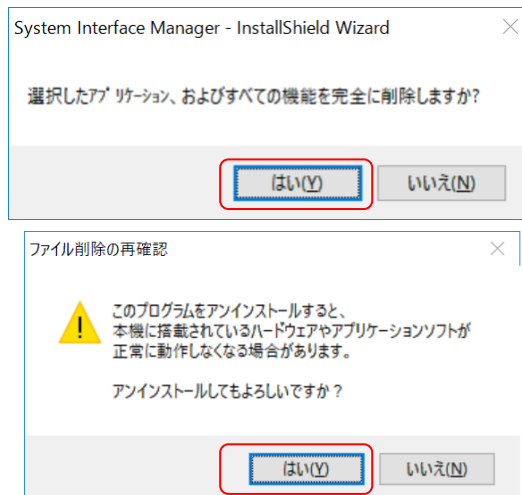 System Interface Manager - InstallShield Wizard
選択したｱﾌﾟﾘｹｰｼｮﾝ、およびすべての機能を完全に削除しますか?
はい(Y)
いいえ(N)
ファイル削除の再確認
このプログラムをアンインストールすると、
本機に搭載されているハードウェアやアプリケーションソフトが
正常に動作しなくなる場合があります。
アンインストールしてもよろしいですか？
はい(Y)
いいえ(N)